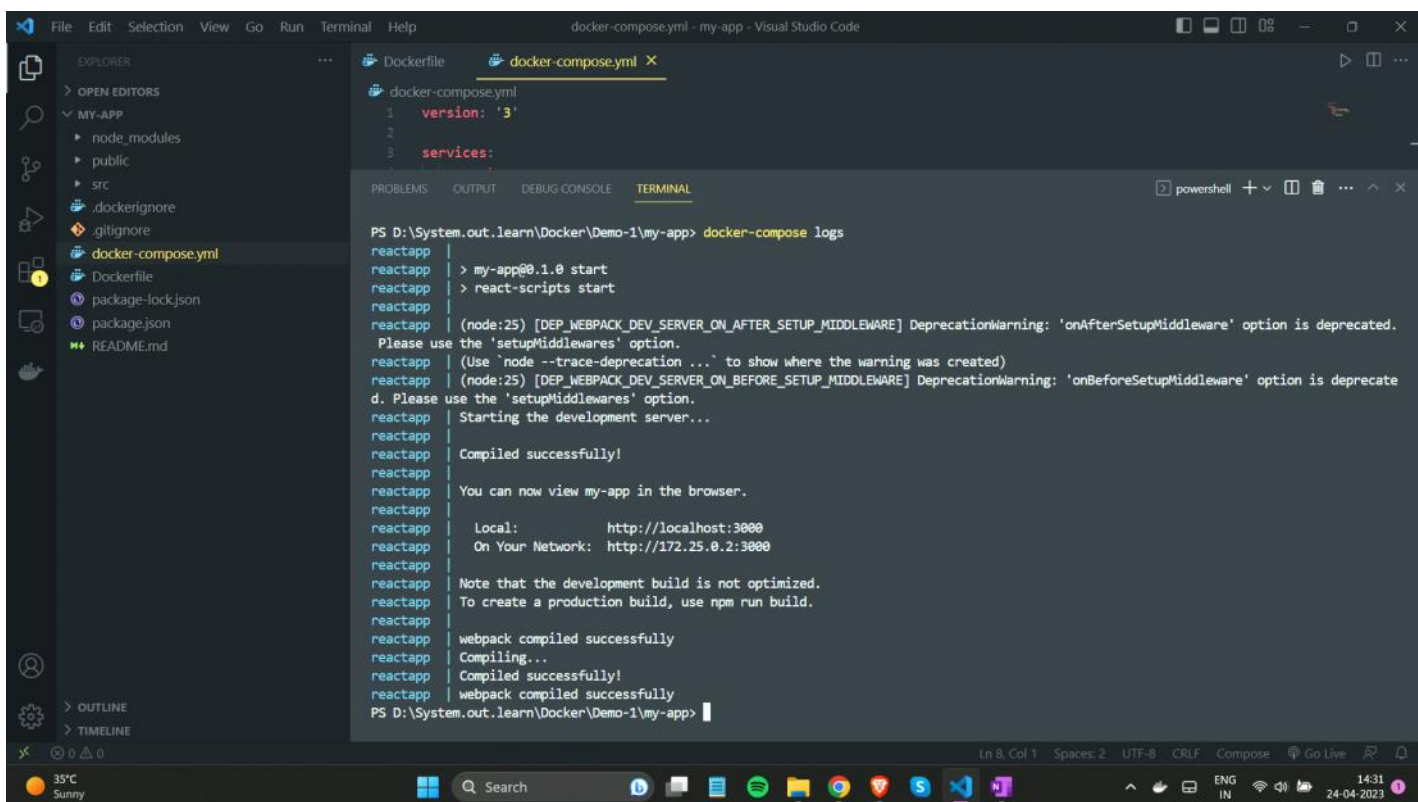 File Edit Selection View Go Run Terminal Help
docker-compose.yml - my-app - Visual Studio Code
EXPLORER
Dockerfile
docker-compose.yml
OPEN EDITORS
MY-APP
node_modules
public
src
.dockerignore
.gitignore
docker-compose.yml
Dockerfile
package-lock.json
package.json
README.md
OUTLINE
TIMELINE
docker-compose.yml
1 version: '3'
2
3 services:
PROBLEMS OUTPUT DEBUG CONSOLE TERMINAL
powershell
PS D:\System.out.learn\Docker\Demo-1\my-app> docker-compose logs
reactapp |
reactapp | > my-app@0.1.0 start
reactapp | > react-scripts start
reactapp |
reactapp | (node:25) [DEP_WEBPACK_DEV_SERVER_ON_AFTER_SETUP_MIDDLEWARE] DeprecationWarning: 'onAfterSetupMiddleware' option is deprecated.
Please use the 'setupMiddlewares' option.
reactapp | (Use `node --trace-deprecation ...` to show where the warning was created)
reactapp | (node:25) [DEP_WEBPACK_DEV_SERVER_ON_BEFORE_SETUP_MIDDLEWARE] DeprecationWarning: 'onBeforeSetupMiddleware' option is deprecate
d. Please use the 'setupMiddlewares' option.
reactapp | Starting the development server...
reactapp |
reactapp | Compiled successfully!
reactapp |
reactapp | You can now view my-app in the browser.
reactapp |
reactapp | Local: http://localhost:3000
reactapp | On Your Network: http://172.25.0.2:3000
reactapp |
reactapp | Note that the development build is not optimized.
reactapp | To create a production build, use npm run build.
reactapp |
reactapp | webpack compiled successfully
reactapp | Compiling...
reactapp | Compiled successfully!
reactapp | webpack compiled successfully
PS D:\System.out.learn\Docker\Demo-1\my-app>
0 0
Ln 8, Col 1 Spaces: 2 UTF-8 CRLF Compose Go Live
35°C
Sunny
Search
ENG
IN
14:31
24-04-2023
1